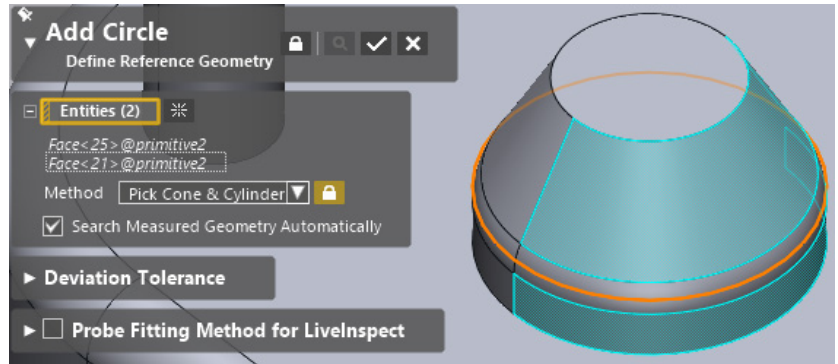 Add Circle
Define Reference Geometry
Entities (2)
Face<25>@primitive2
Face<21>@primitive2
Method Pick Cone & Cylinder
Search Measured Geometry Automatically
Deviation Tolerance
Probe Fitting Method for LiveInspect